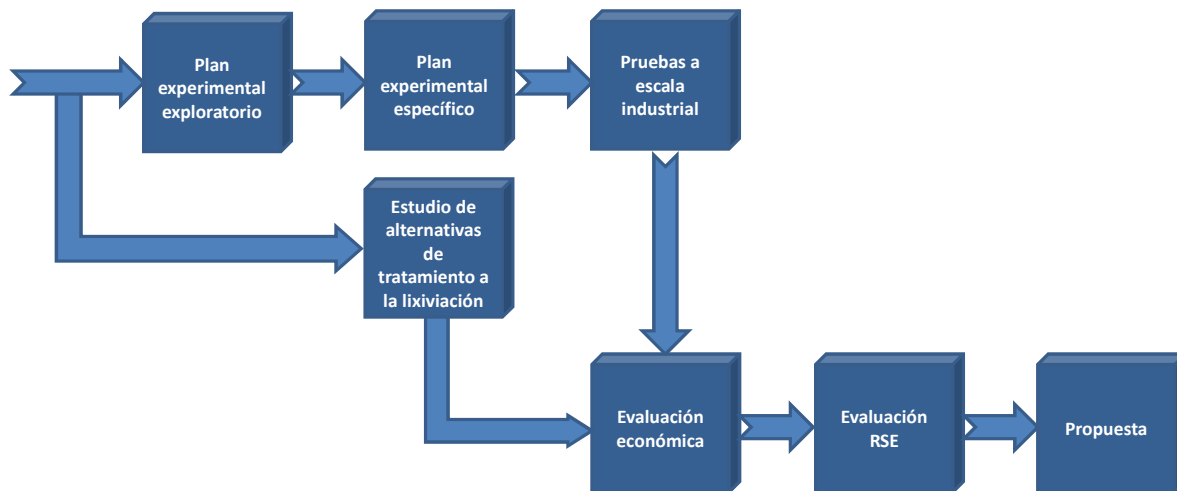 Plan
experimental
exploratorio
Plan
experimental
específico
Pruebas a
escala
industrial
Estudio de
alternativas
de
tratamiento a
la lixiviación
Evaluación
económica
Evaluación
RSE
Propuesta